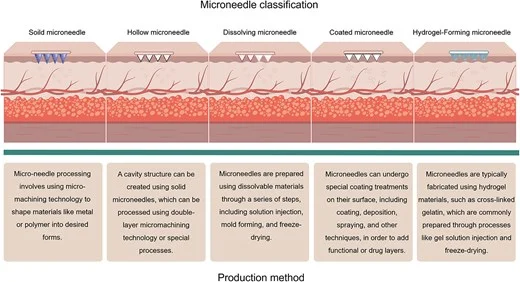 Microneedle classification
Soild microneedle
Hollow microneedle
Dissolving microneedle
Coated microneedle
Hydrogel-Forming microneedle
Micro-needle processing
involves using micro-
machining technology to
shape materials like metal
or polymer into desired
forms.
A cavity structure can be
created using solid
microneedles, which can be
processed using double-
layer micromachining
technology or special
processes.
Microneedles are prepared
using dissolvable materials
through a series of steps,
including solution injection,
mold forming, and freeze-
drying.
Microneedles can undergo
special coating treatments
on their surface, including
coating, deposition,
spraying, and other
techniques, in order to add
functional or drug layers.
Microneedles are typically
fabricated using hydrogel
materials, such as cross-linked
gelatin, which are commonly
prepared through processes
like gel solution injection and
freeze-drying.
Production method